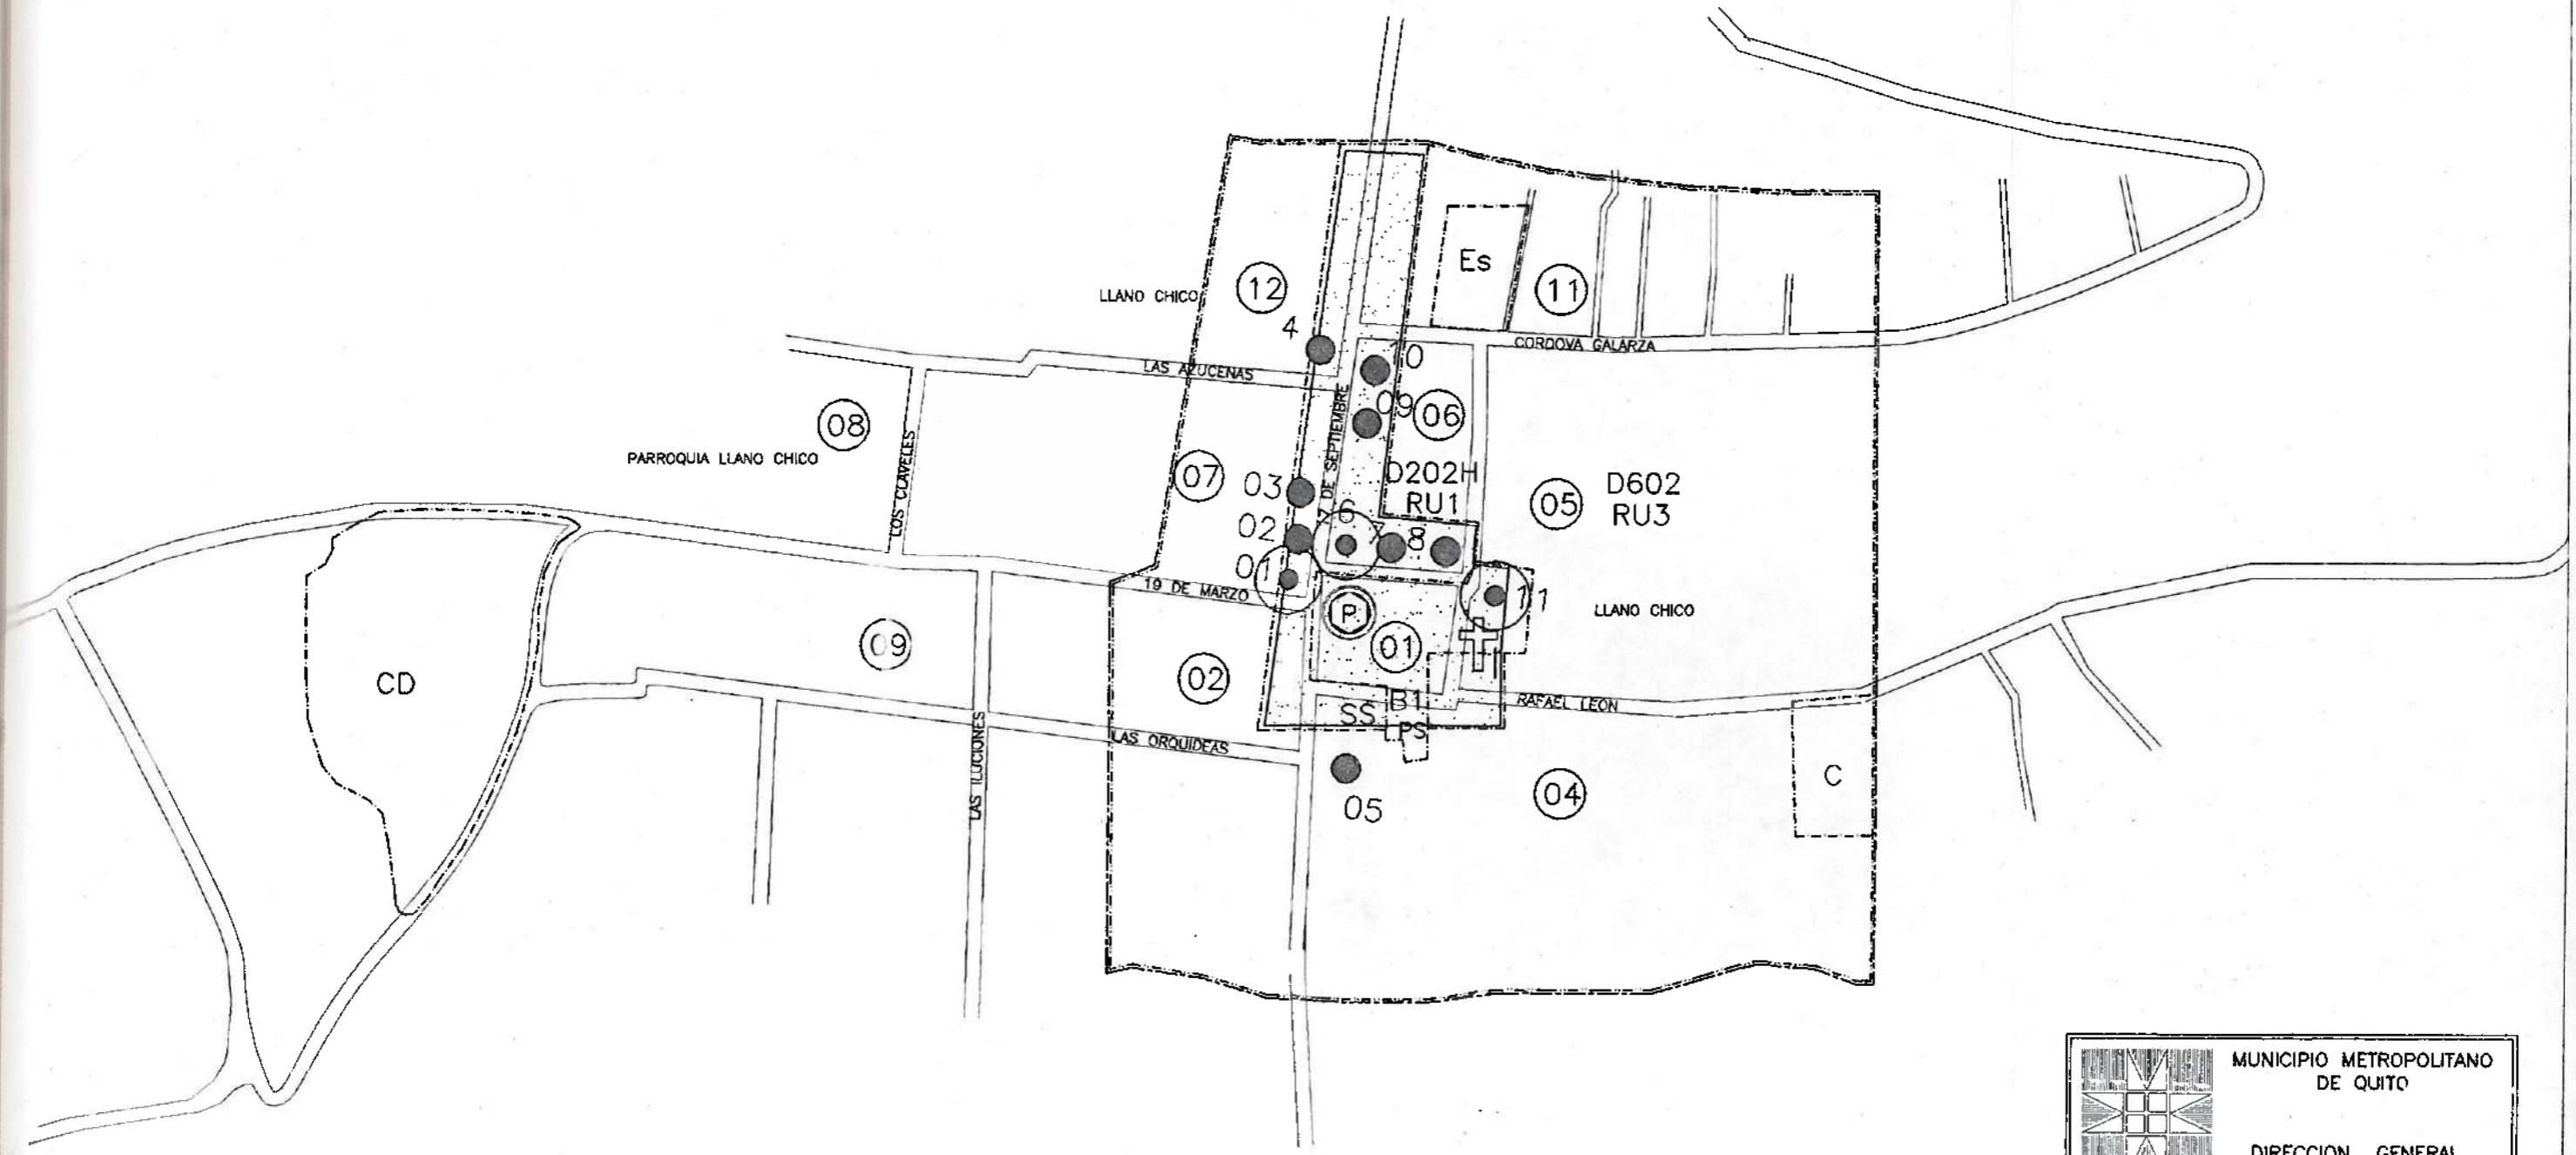 Es
12
11
LLANO CHICO
4
CORDOVA GALARZA
LAS AZUCENAS
10
09
06
08
PARROQUIA LLANO CHICO
LOS CLAVELES
07
03
DE SEPTIEMBRE
D202H
RU1
05
D602
RU3
02
6
7
8
01
19 DE MARZO
P
11
LLANO CHICO
01
09
CD
02
B1
RAFAEL LEON
SS
PS
LAS ORQUIDEAS
LAS ILUCIONES
05
04
C
MUNICIPIO METROPOLITANO
DE QUITO
DIRECCION GENERAL